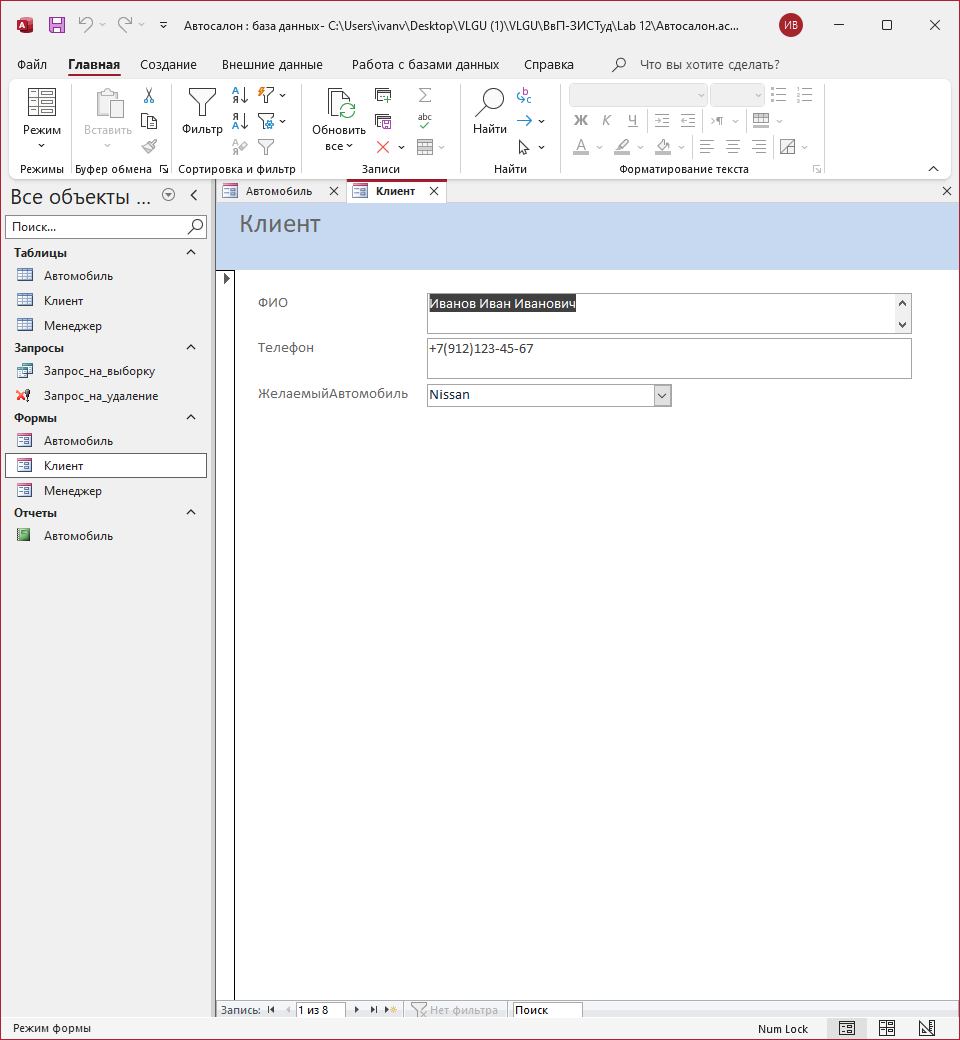 Автосалон : база данных- C:\Users\ivanv\Desktop\VLGU (1)\VLGU\ВвП-ЗИСТуд\Lab 12\Автосалон.ас...
ИВ
Файл Главная Создание Внешние данные Работа с базами данных Справка Что вы хотите сделать?
Режим
Вставить
Фильтр
Обновить все
Найти
Ж К Ч
abc
Режимы Буфер обмена Сортировка и фильтр Записи Найти Форматирование текста
Все объекты ...
Поиск...
Таблицы
Автомобиль
Клиент
Менеджер
Запросы
Запрос_на_выборку
Запрос_на_удаление
Формы
Автомобиль
Клиент
Менеджер
Отчеты
Автомобиль
Автомобиль Клиент
Клиент
ФИО Иванов Иван Иванович
Телефон +7(912)123-45-67
ЖелаемыйАвтомобиль Nissan
Запись: 1 из 8 Нет фильтра Поиск
Режим формы Num Lock